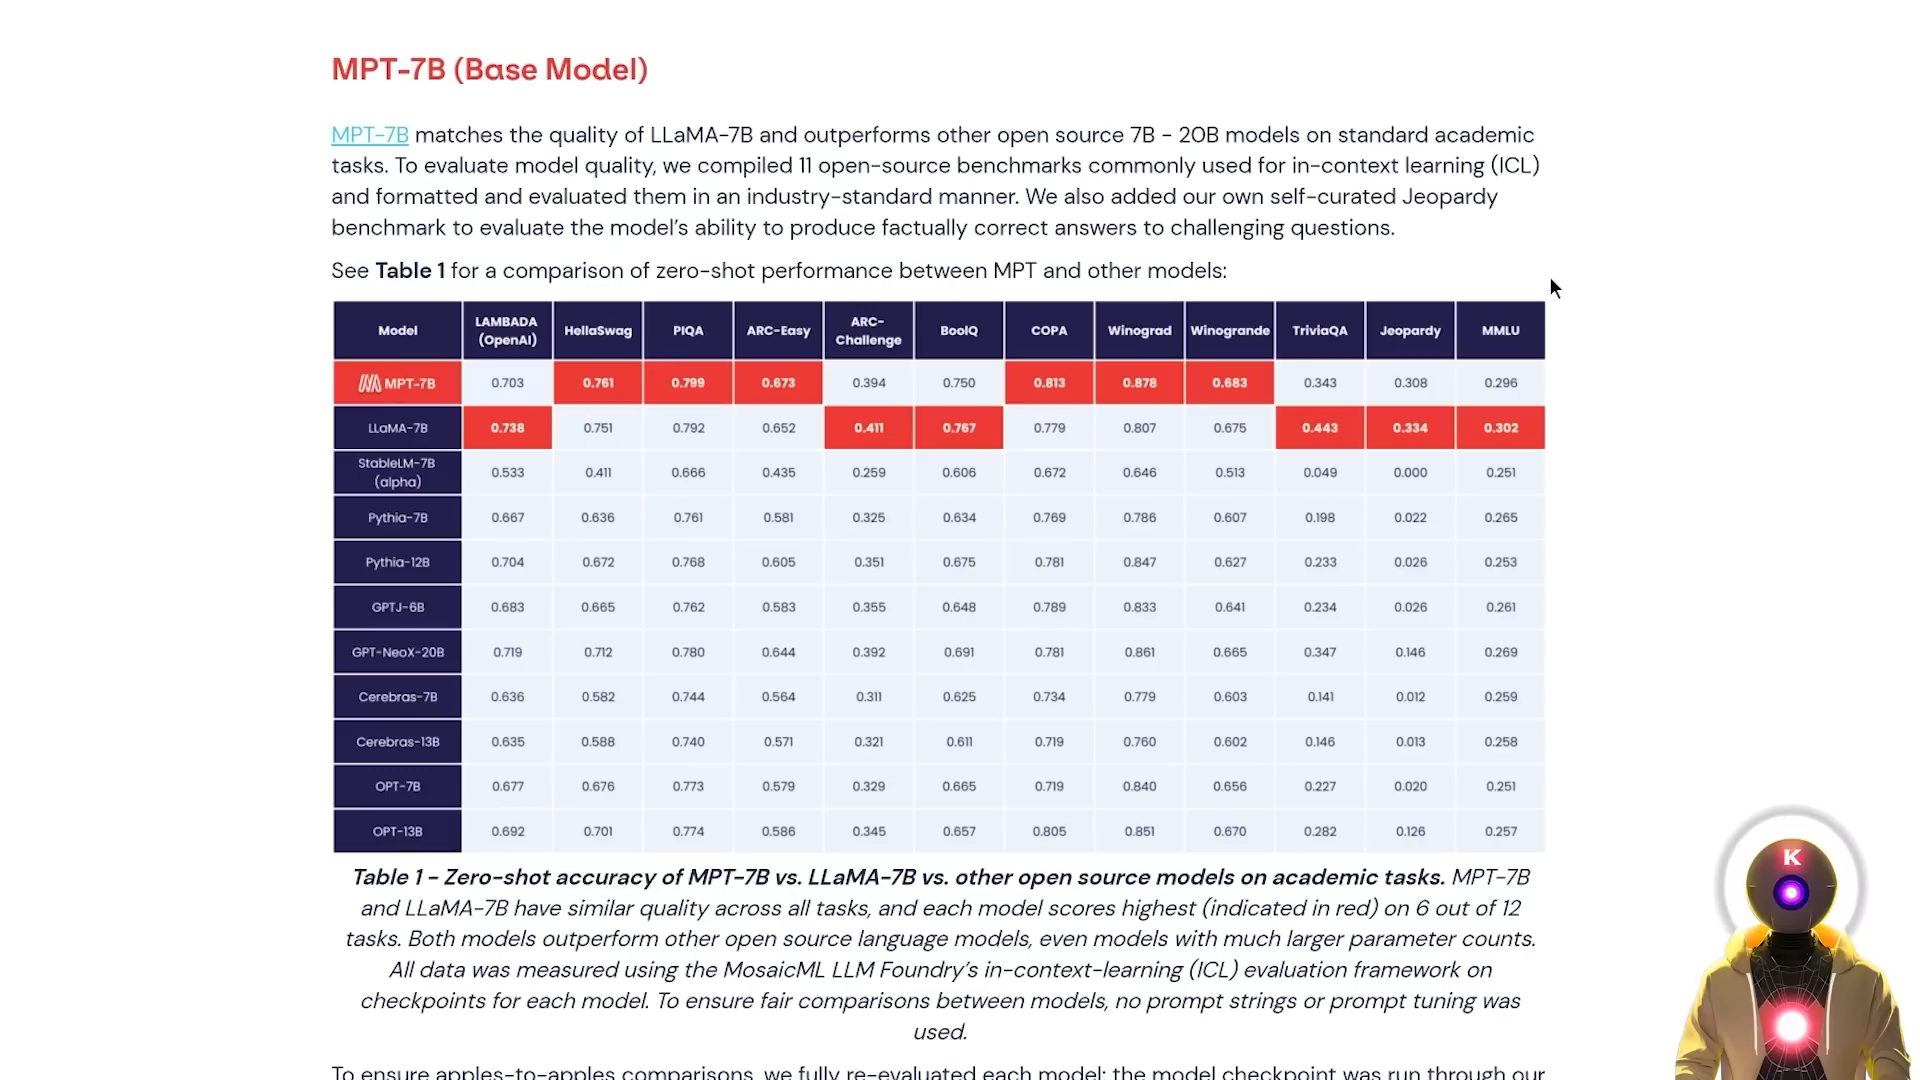 MPT-7B (Base Model)
MPT-7B matches the quality of LLaMA-7B and outperforms other open source 7B - 20B models on standard academic
tasks. To evaluate model quality, we compiled 11 open-source benchmarks commonly used for in-context learning (ICL)
and formatted and evaluated them in an industry-standard manner. We also added our own self-curated Jeopardy
benchmark to evaluate the model's ability to produce factually correct answers to challenging questions.
See Table 1 for a comparison of zero-shot performance between MPT and other models:
Model LAMBADA (OpenAI) HellaSwag PIQA ARC-Easy ARC-Challenge BoolQ COPA Winograd Winogrande TriviaQA Jeopardy MMLU
MPT-7B 0.703 0.761 0.799 0.673 0.394 0.750 0.813 0.878 0.683 0.343 0.308 0.296
LLaMA-7B 0.738 0.751 0.792 0.652 0.411 0.767 0.779 0.807 0.675 0.443 0.334 0.302
StableLM-7B (alpha) 0.533 0.411 0.666 0.435 0.259 0.606 0.672 0.646 0.513 0.049 0.000 0.251
Pythia-7B 0.667 0.636 0.761 0.581 0.325 0.634 0.769 0.786 0.607 0.198 0.022 0.265
Pythia-12B 0.704 0.672 0.768 0.605 0.351 0.675 0.781 0.847 0.627 0.233 0.026 0.253
GPTJ-6B 0.683 0.665 0.762 0.583 0.355 0.648 0.789 0.833 0.641 0.234 0.026 0.261
GPT-NeoX-20B 0.719 0.712 0.780 0.644 0.392 0.691 0.781 0.861 0.665 0.347 0.146 0.269
Cerebras-7B 0.636 0.582 0.744 0.564 0.311 0.625 0.734 0.779 0.603 0.141 0.012 0.259
Cerebras-13B 0.635 0.588 0.740 0.571 0.321 0.611 0.719 0.760 0.602 0.146 0.013 0.258
OPT-7B 0.677 0.676 0.773 0.579 0.329 0.665 0.719 0.840 0.656 0.227 0.020 0.251
OPT-13B 0.692 0.701 0.774 0.586 0.345 0.657 0.805 0.851 0.670 0.282 0.126 0.257
Table 1 - Zero-shot accuracy of MPT-7B vs. LLaMA-7B vs. other open source models on academic tasks. MPT-7B
and LLaMA-7B have similar quality across all tasks, and each model scores highest (indicated in red) on 6 out of 12
tasks. Both models outperform other open source language models, even models with much larger parameter counts.
All data was measured using the MosaicML LLM Foundry's in-context-learning (ICL) evaluation framework on
checkpoints for each model. To ensure fair comparisons between models, no prompt strings or prompt tuning was
used.
To ensure apples-to-apples comparisons, we fully re-evaluated each model: the model checkpoint was run through our
K